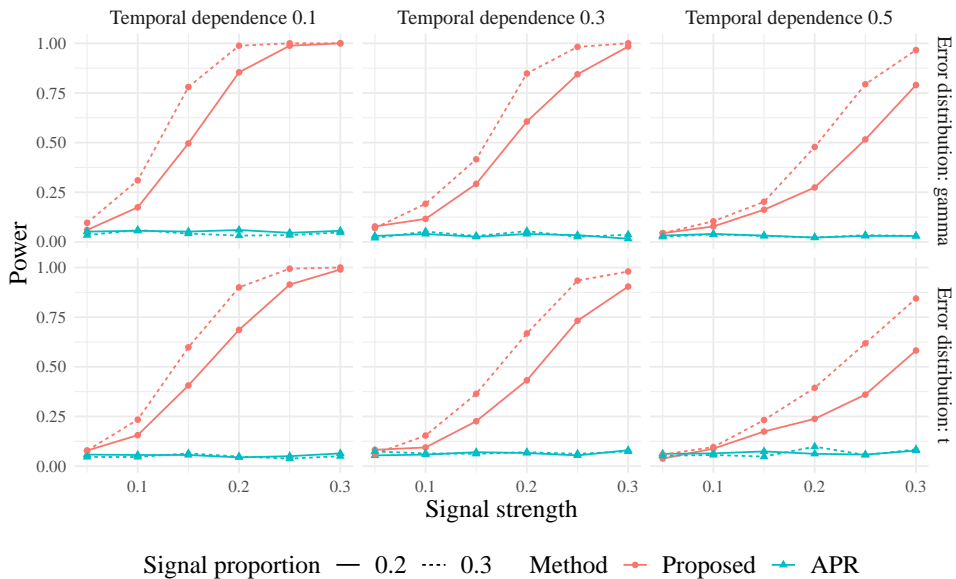 Temporal dependence 0.1 Temporal dependence 0.3 Temporal dependence 0.5
1.00
0.75
0.50
0.25
0.00
Error distribution: gamma
1.00
0.75
0.50
0.25
0.00
Error distribution: t
Power
0.1 0.2 0.3 0.1 0.2 0.3 0.1 0.2 0.3
Signal strength
Signal proportion 0.2 0.3 Method Proposed APR